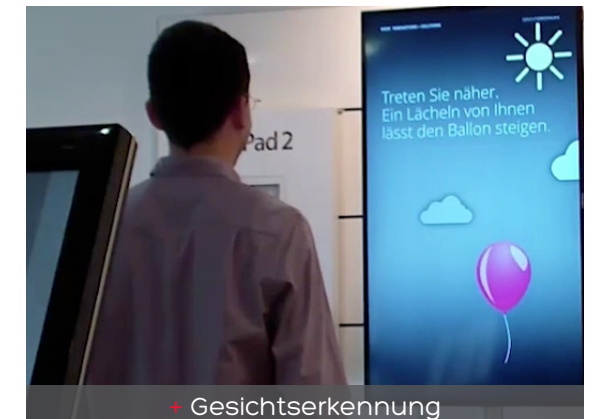 Treten Sie näher.
Ein Lächeln von Ihnen
lässt den Ballon steigen.
Pad 2
+ Gesichtserkennung